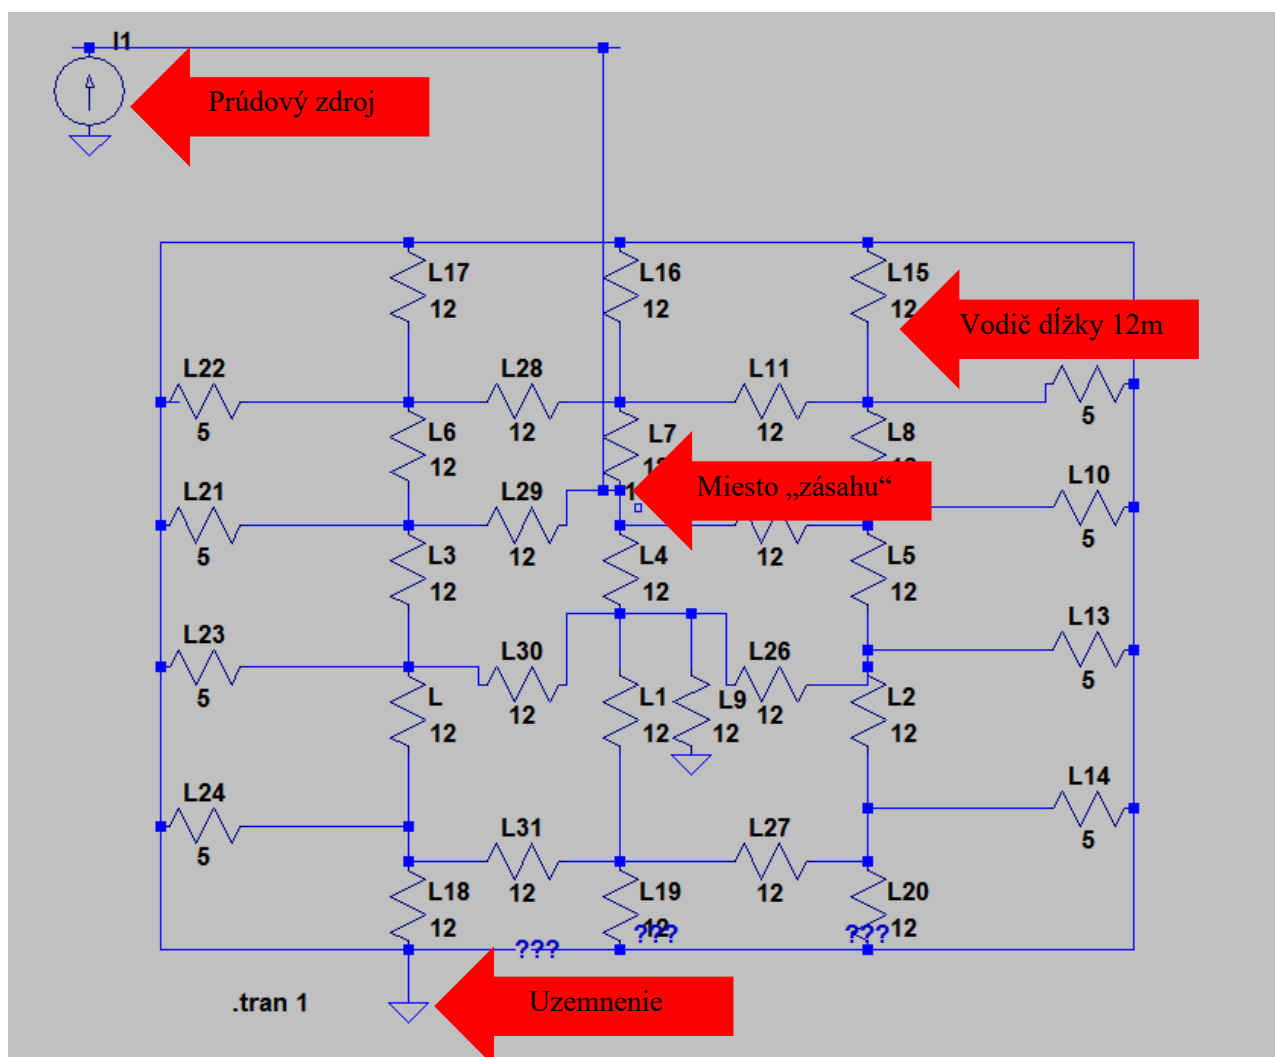 I1
Prúdový zdroj
L17
12
L16
12
L15
12
Vodič dĺžky 12m
L22
5
L28
12
L11
12
5
L6
12
L7
L8
L21
5
L29
12
Miesto „zásahu“
L10
5
12
L3
12
L4
12
L5
12
L23
5
L30
12
L1
12
L9
12
L26
12
L2
12
L13
5
L24
5
L
12
L31
12
L27
12
L14
5
L18
12
L19
12
L20
12
???
???
???
.tran 1
Uzemnenie